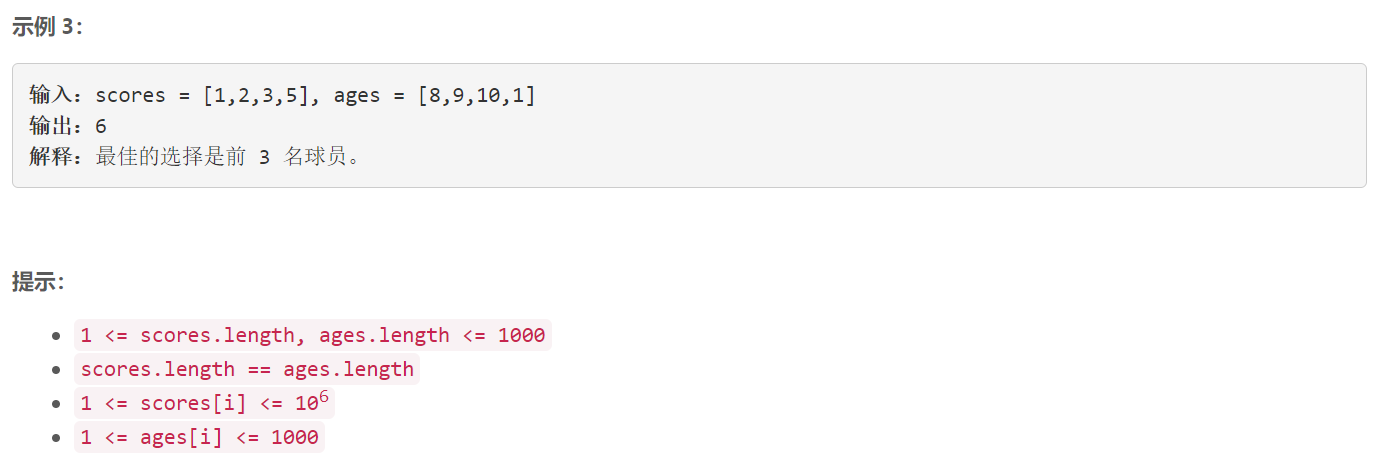 示例 3：
输入：scores = [1,2,3,5], ages = [8,9,10,1]
输出：6
解释：最佳的选择是前 3 名球员。
提示：
1 <= scores.length, ages.length <= 1000
scores.length == ages.length
1 <= scores[i] <= 10⁶
1 <= ages[i] <= 1000